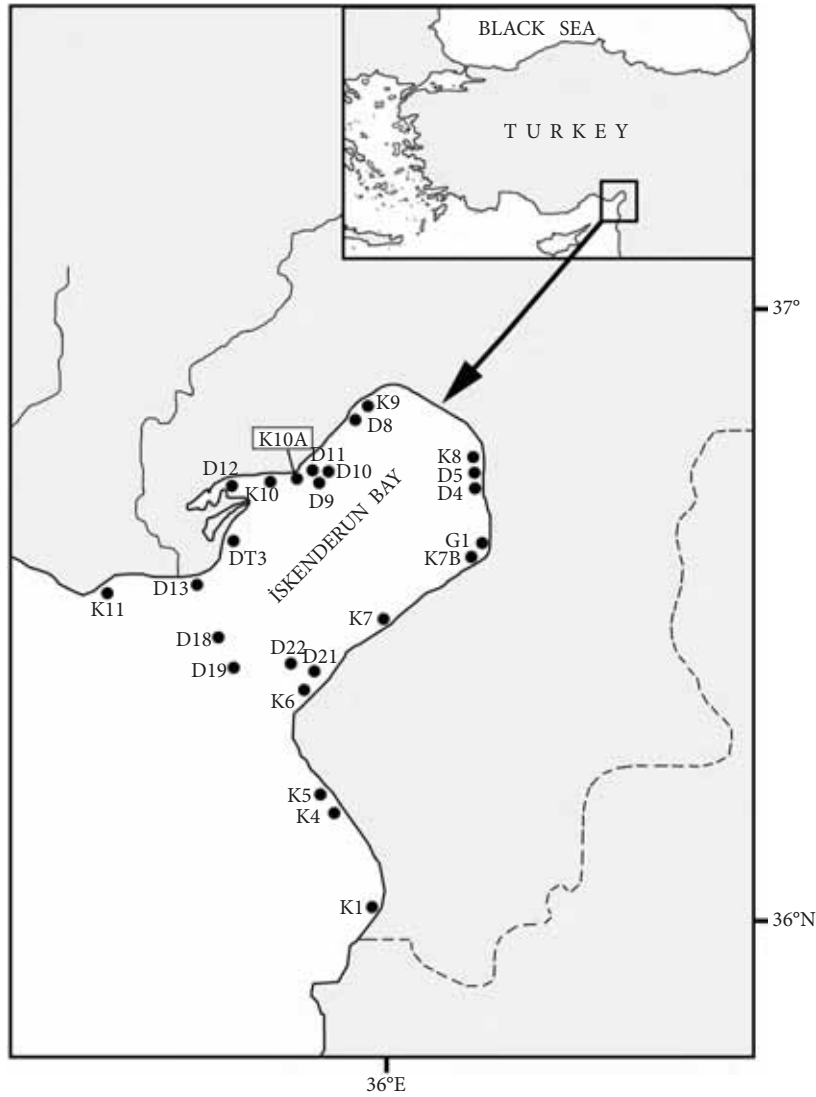 BLACK SEA
TURKEY
37°
K9
D8
K10A
D11
K8
D12
D10
D5
K10
D9
D4
İSKENDERUN BAY
G1
DT3
K7B
D13
K11
K7
D18
D22
D21
D19
K6
K5
K4
K1
36°N
36°E